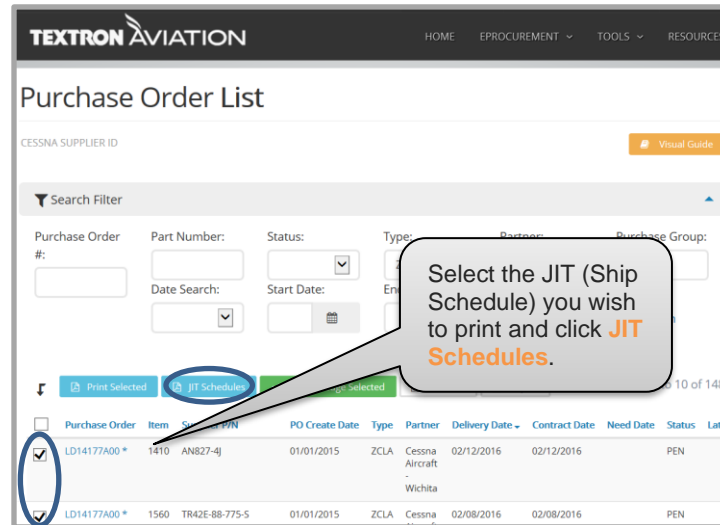 TEXTRON AVIATION
HOME EPROCUREMENT TOOLS RESOURCES
Purchase Order List
CESSNA SUPPLIER ID
Visual Guide
Search Filter
Purchase Order #:
Part Number:
Status:
Type:
Partner:
Purchase Group:
Date Search:
Start Date:
Select the JIT (Ship
Schedule) you wish
to print and click JIT
Schedules.
Print Selected JIT Schedules Selected 10 of 148
Purchase Order Item P/N PO Create Date Type Partner Delivery Date Contract Date Need Date Status
LD14177A00 * 1410 AN827-4J 01/01/2015 ZCLA Cessna Aircraft - Wichita 02/12/2016 02/12/2016 PEN
LD14177A00 * 1560 TR42E-88-775-S 01/01/2015 ZCLA Cessna 02/08/2016 02/08/2016 PEN